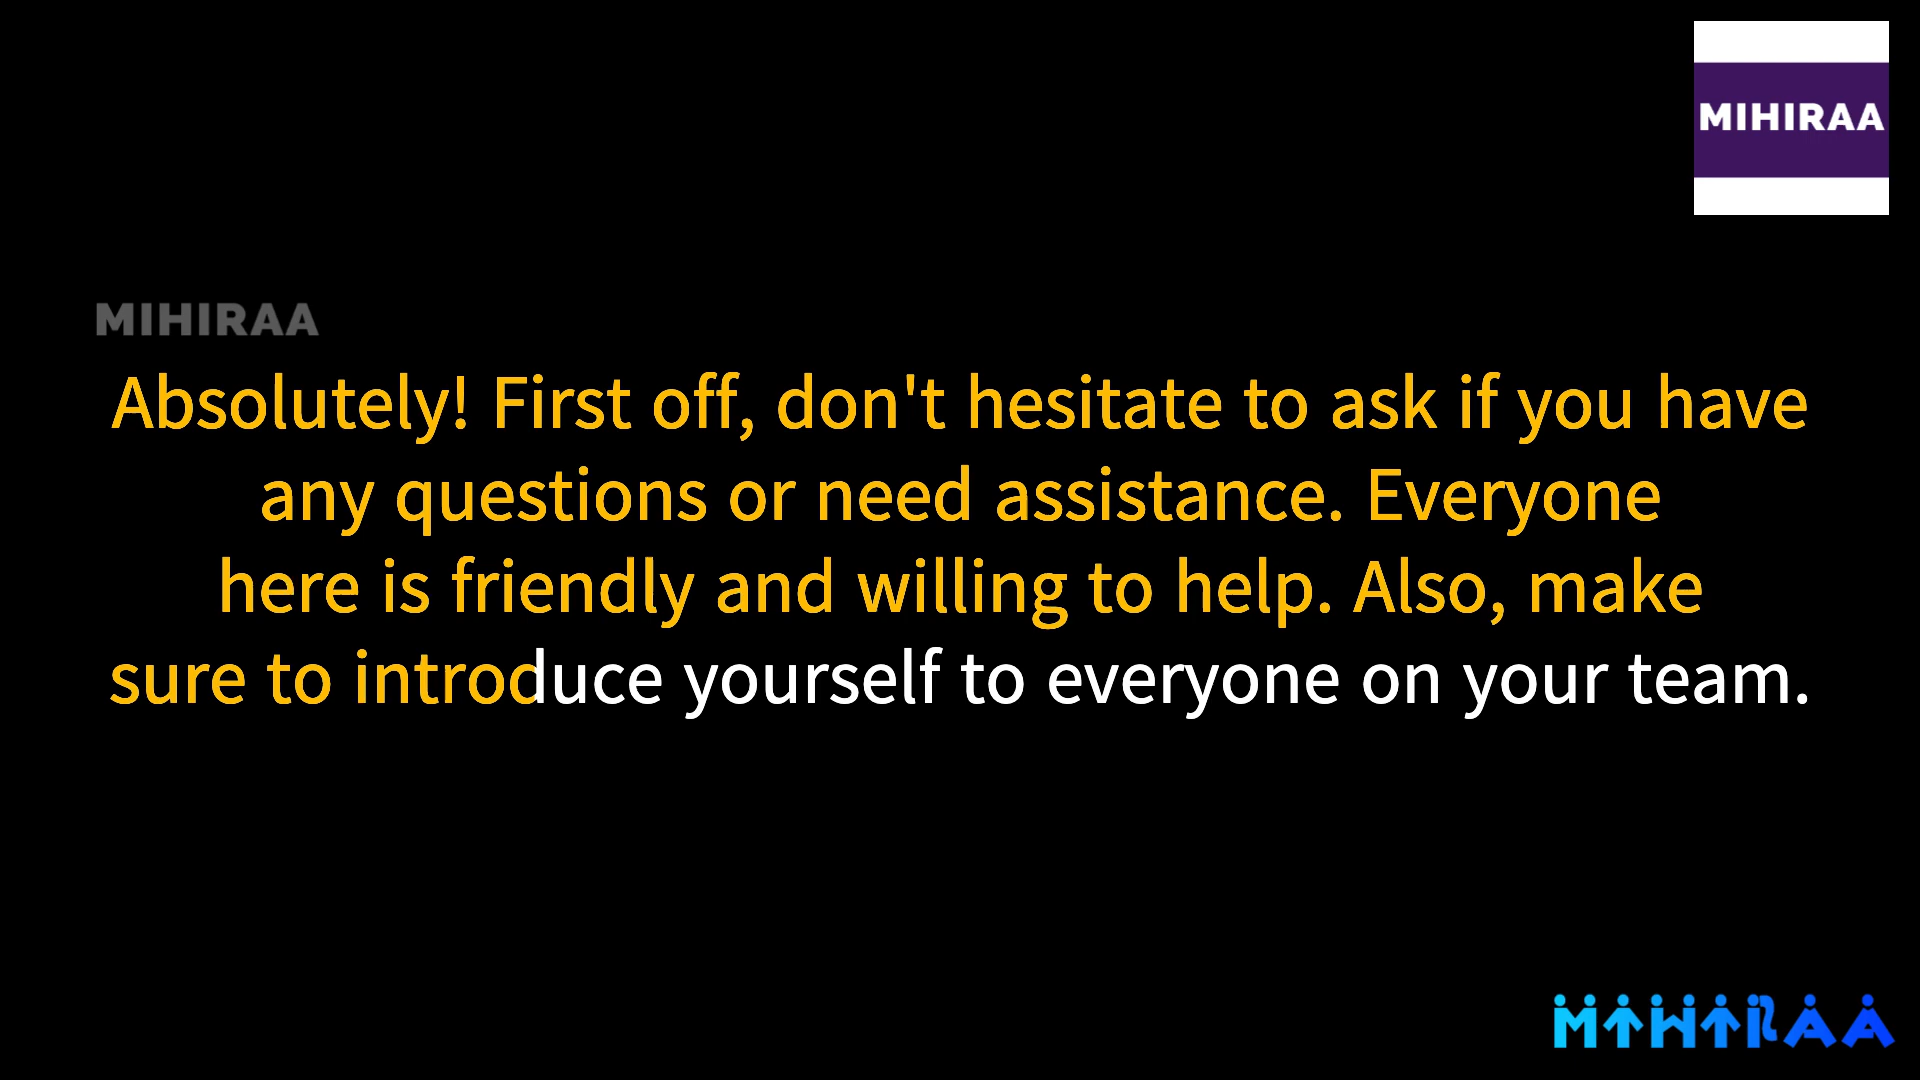 MIHIRAA
MIHIRAA
Absolutely! First off, don't hesitate to ask if you have
any questions or need assistance. Everyone
here is friendly and willing to help. Also, make
sure to introduce yourself to everyone on your team.
MIHIRAA